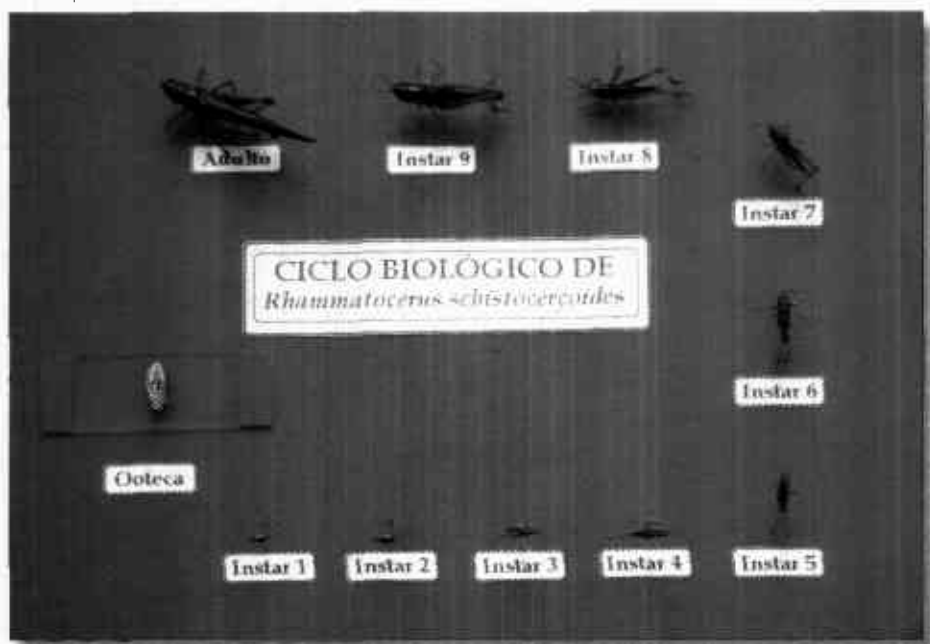 Adulto
Instar 9
Instar 8
Instar 7
CICLO BIOLÓGICO DE
Rhammatocerus schistocercoides
Instar 6
Ooteca
Instar 1
Instar 2
Instar 3
Instar 4
Instar 5